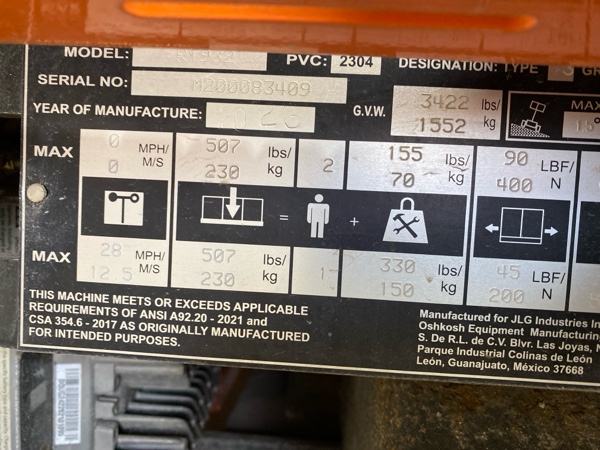 MODEL: PVC: 2304 DESIGNATION: TYPE
SERIAL NO: M200083409
YEAR OF MANUFACTURE: G.V.W. 3422 lbs/ 1552 kg
MAX
MAX 0 MPH/ 507 lbs/ 2 155 lbs/ 90 LBF/
0 M/S 230 kg 70 kg 400 N
= +
MAX 28 MPH/ 507 lbs/ 1 330 lbs/ 45 LBF/
12.5 M/S 230 kg 150 kg 200 N
THIS MACHINE MEETS OR EXCEEDS APPLICABLE
REQUIREMENTS OF ANSI A92.20 - 2021 and
CSA 354.6 - 2017 AS ORIGINALLY MANUFACTURED
FOR INTENDED PURPOSES.
Manufactured for JLG Industries
Oshkosh Equipment Manufacturing
S. De R.L. de C.V. Blvr. Las Joyas,
Parque Industrial Colinas de León
León, Guanajuato, México 37668